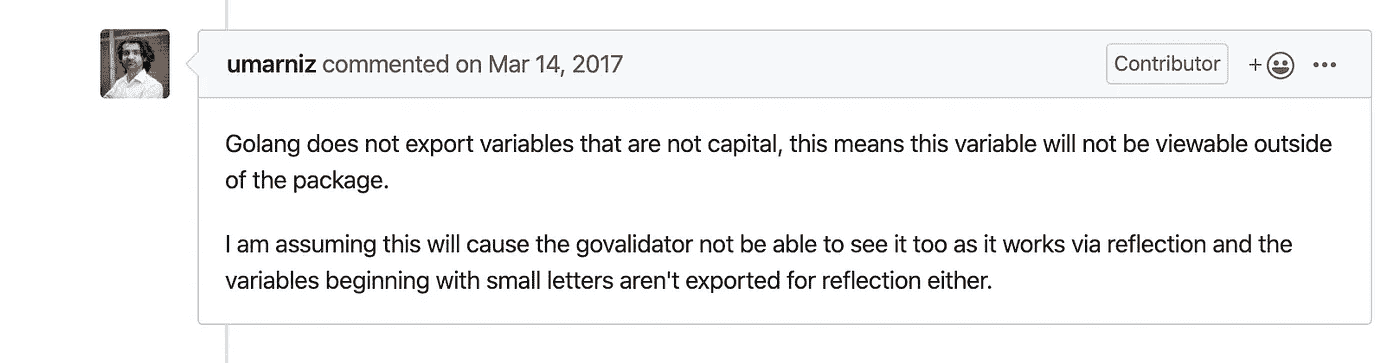 umarniz commented on Mar 14, 2017 Contributor + ...
Golang does not export variables that are not capital, this means this variable will not be viewable outside
of the package.
I am assuming this will cause the govalidator not be able to see it too as it works via reflection and the
variables beginning with small letters aren't exported for reflection either.